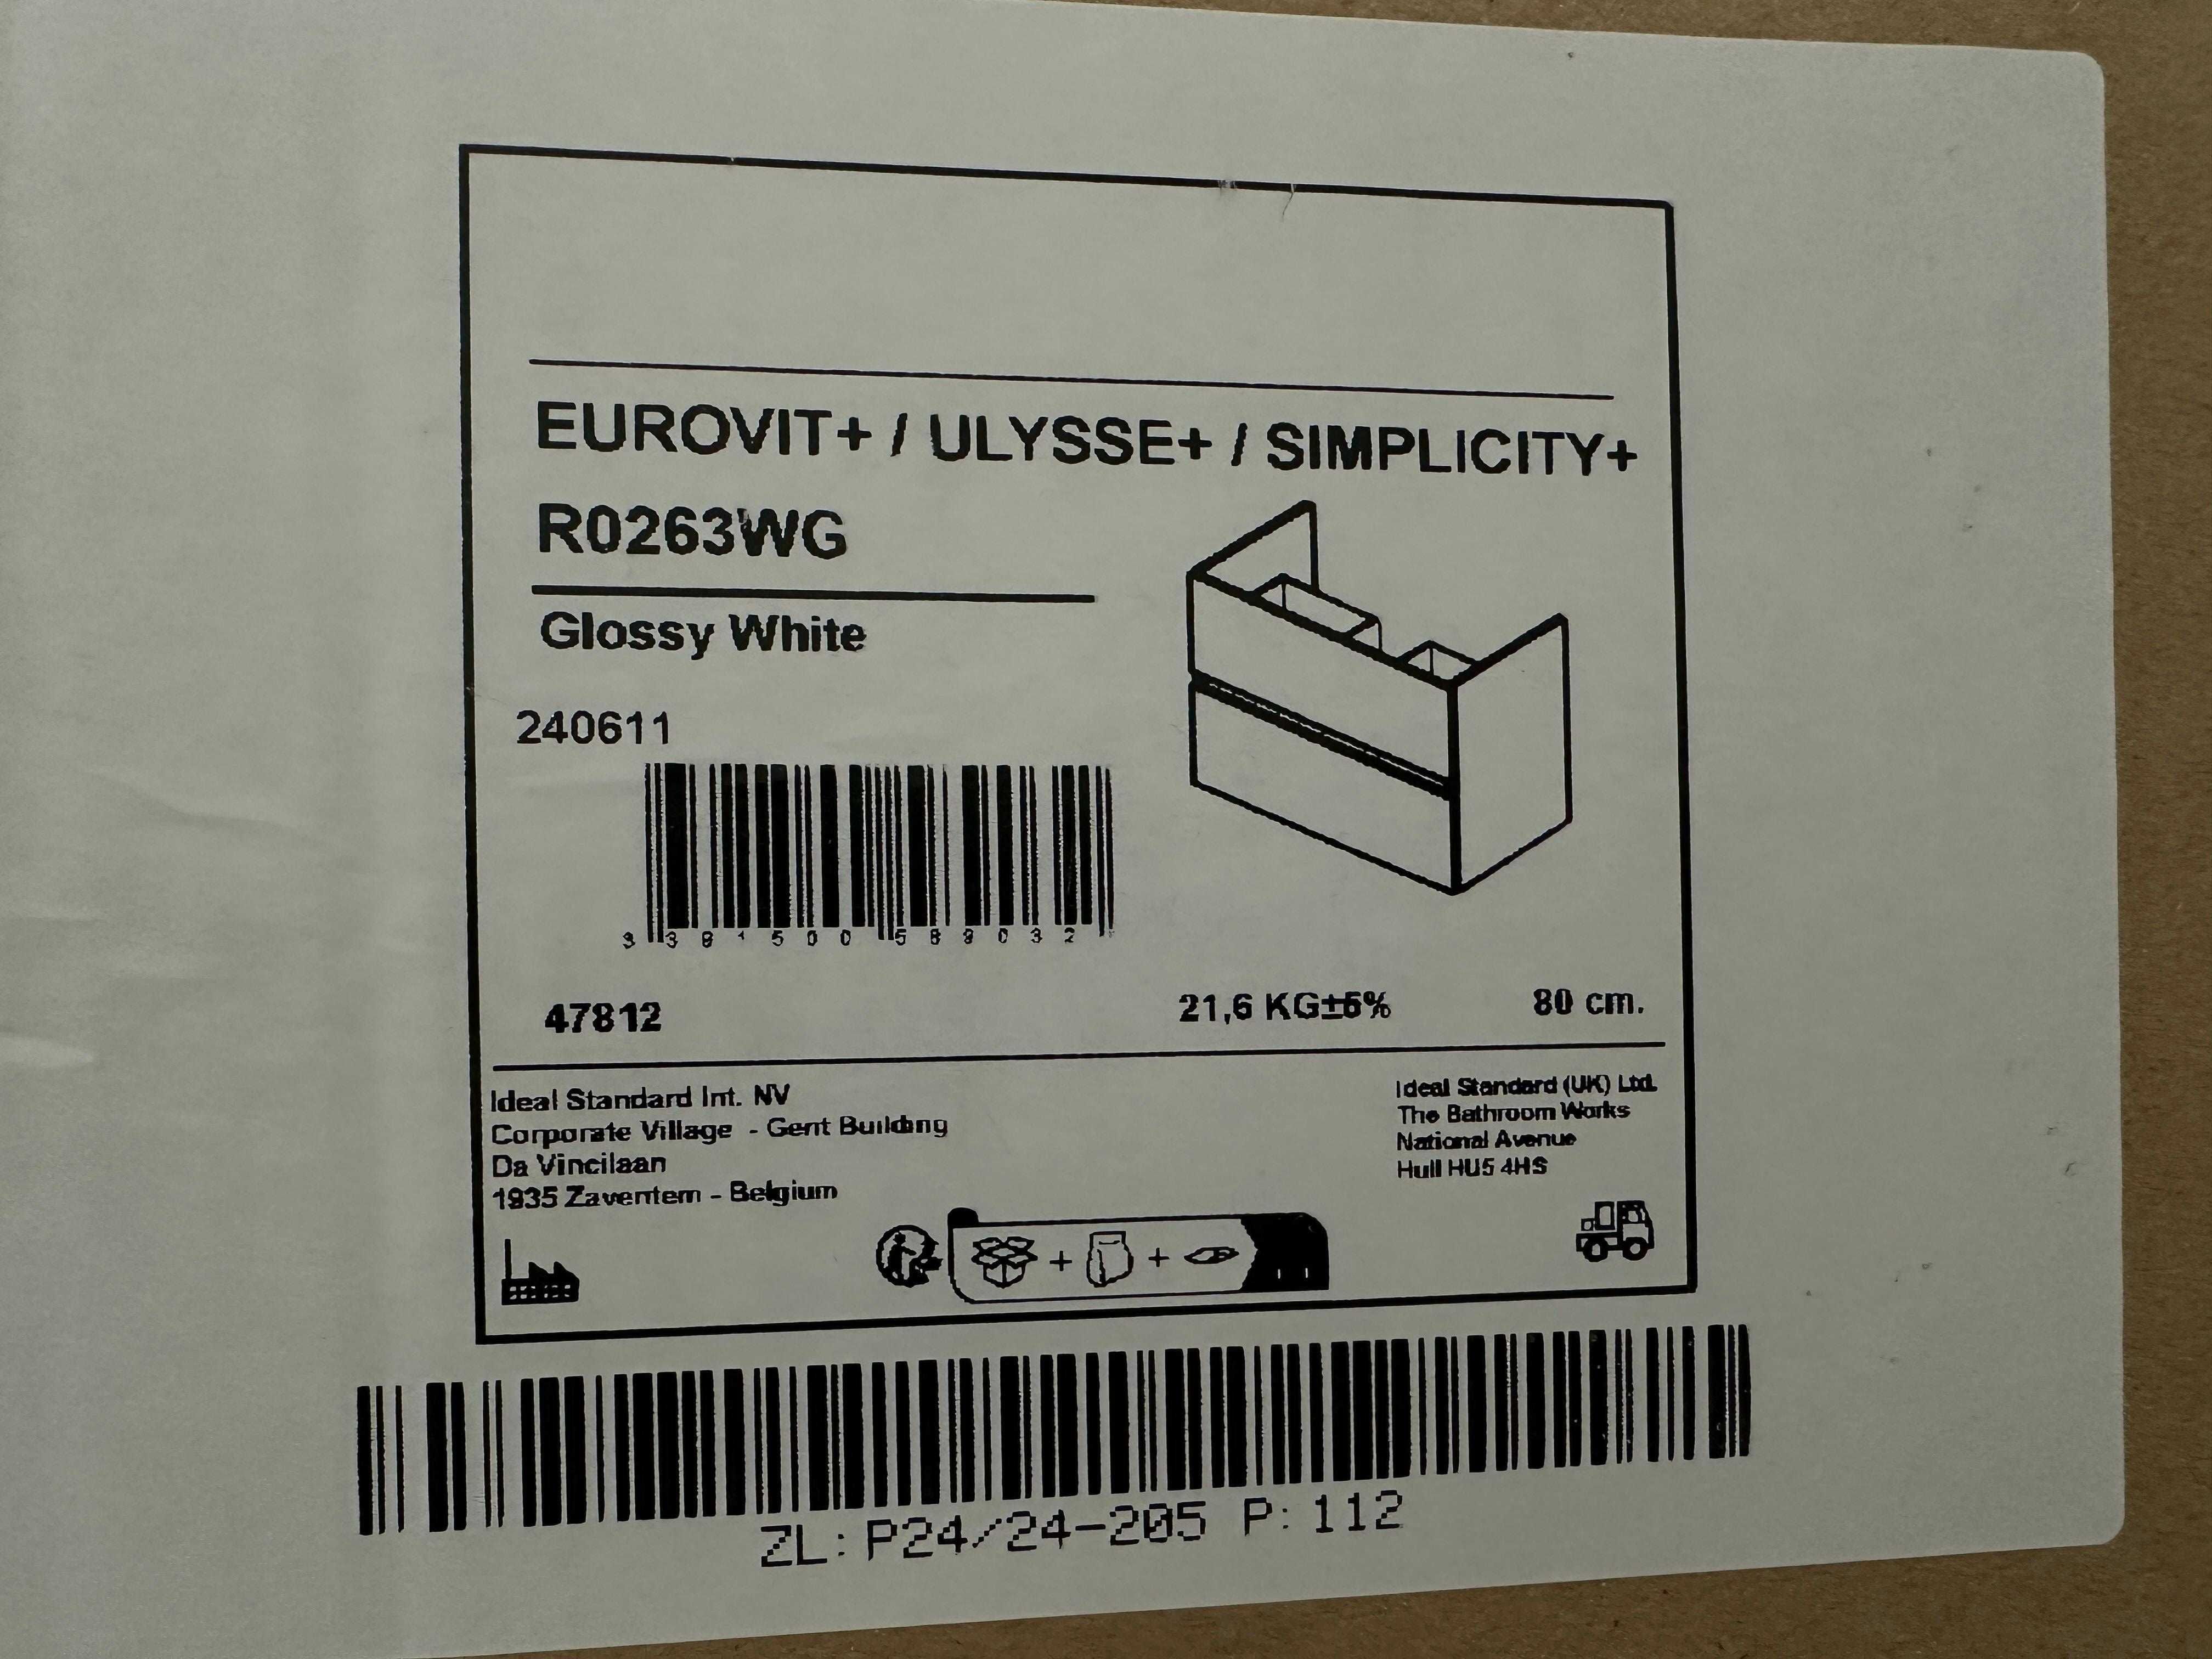 EUROVIT+ / ULYSSE+ / SIMPLICITY+
R0263WG
Glossy White
240611
47812
21,6 KG±5%
80 cm.
Ideal Standard Int. NV
Corporate Village - Gent Building
Da Vincilaan
1935 Zaventem - Belgium
Ideal Standard (UK) Ltd.
The Bathroom Works
National Avenue
Hull HU5 4HS
ZL:P24/24-205 P:112